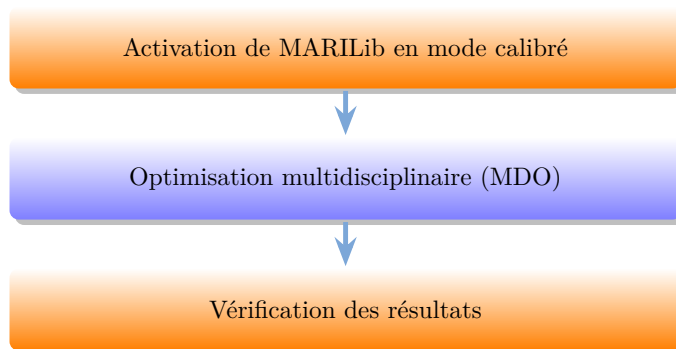 Activation de MARILib en mode calibré
Optimisation multidisciplinaire (MDO)
Vérification des résultats